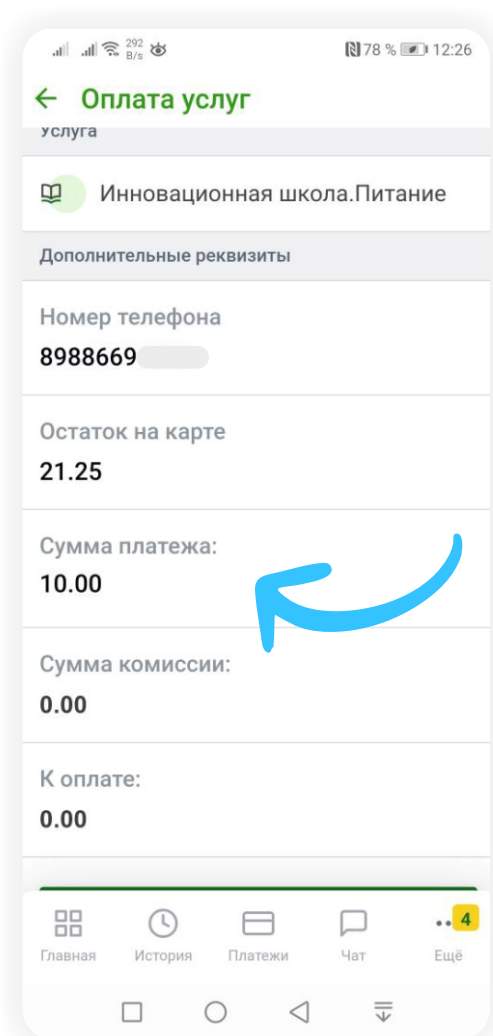 292
B/s
78 %
12:26
Оплата услуг
Услуга
Инновационная школа.Питание
Дополнительные реквизиты
Номер телефона
8988669
Остаток на карте
21.25
Сумма платежа:
10.00
Сумма комиссии:
0.00
К оплате:
0.00
4
Главная История Платежи Чат Ещё